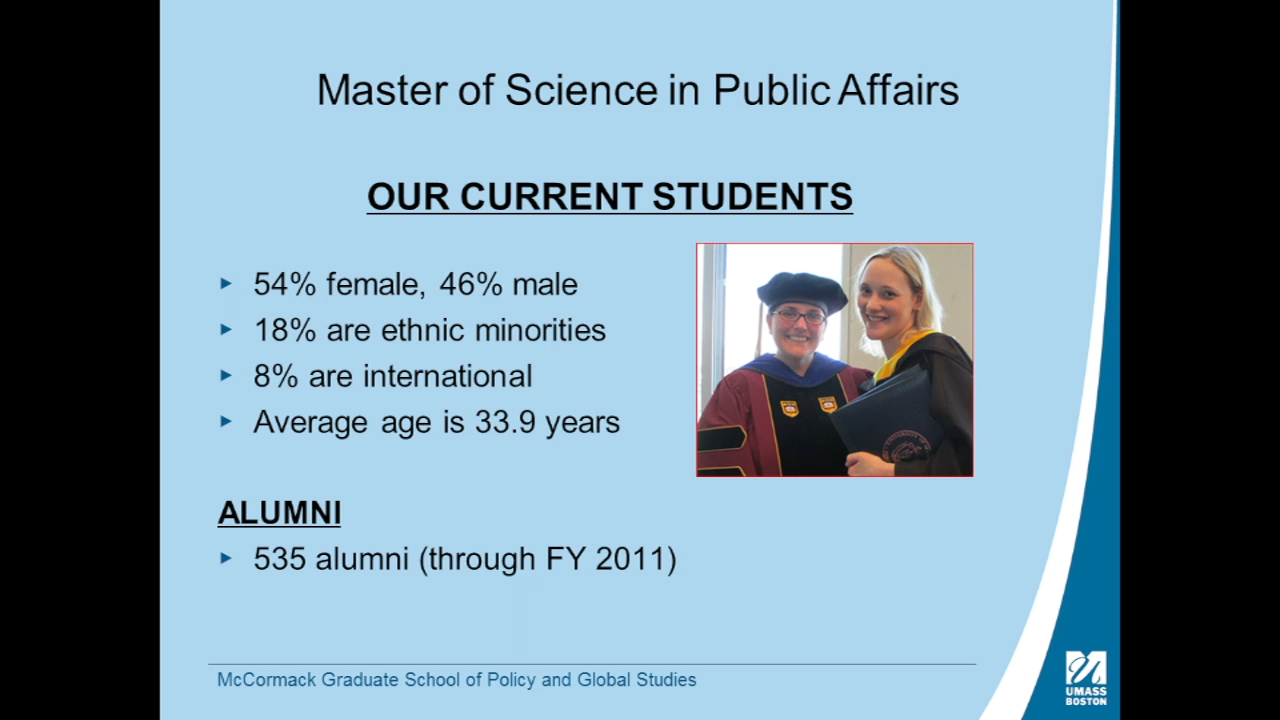 Master of Science in Public Affairs
OUR CURRENT STUDENTS
54% female, 46% male
18% are ethnic minorities
8% are international
Average age is 33.9 years
ALUMNI
535 alumni (through FY 2011)
McCormack Graduate School of Policy and Global Studies
UMASS
BOSTON